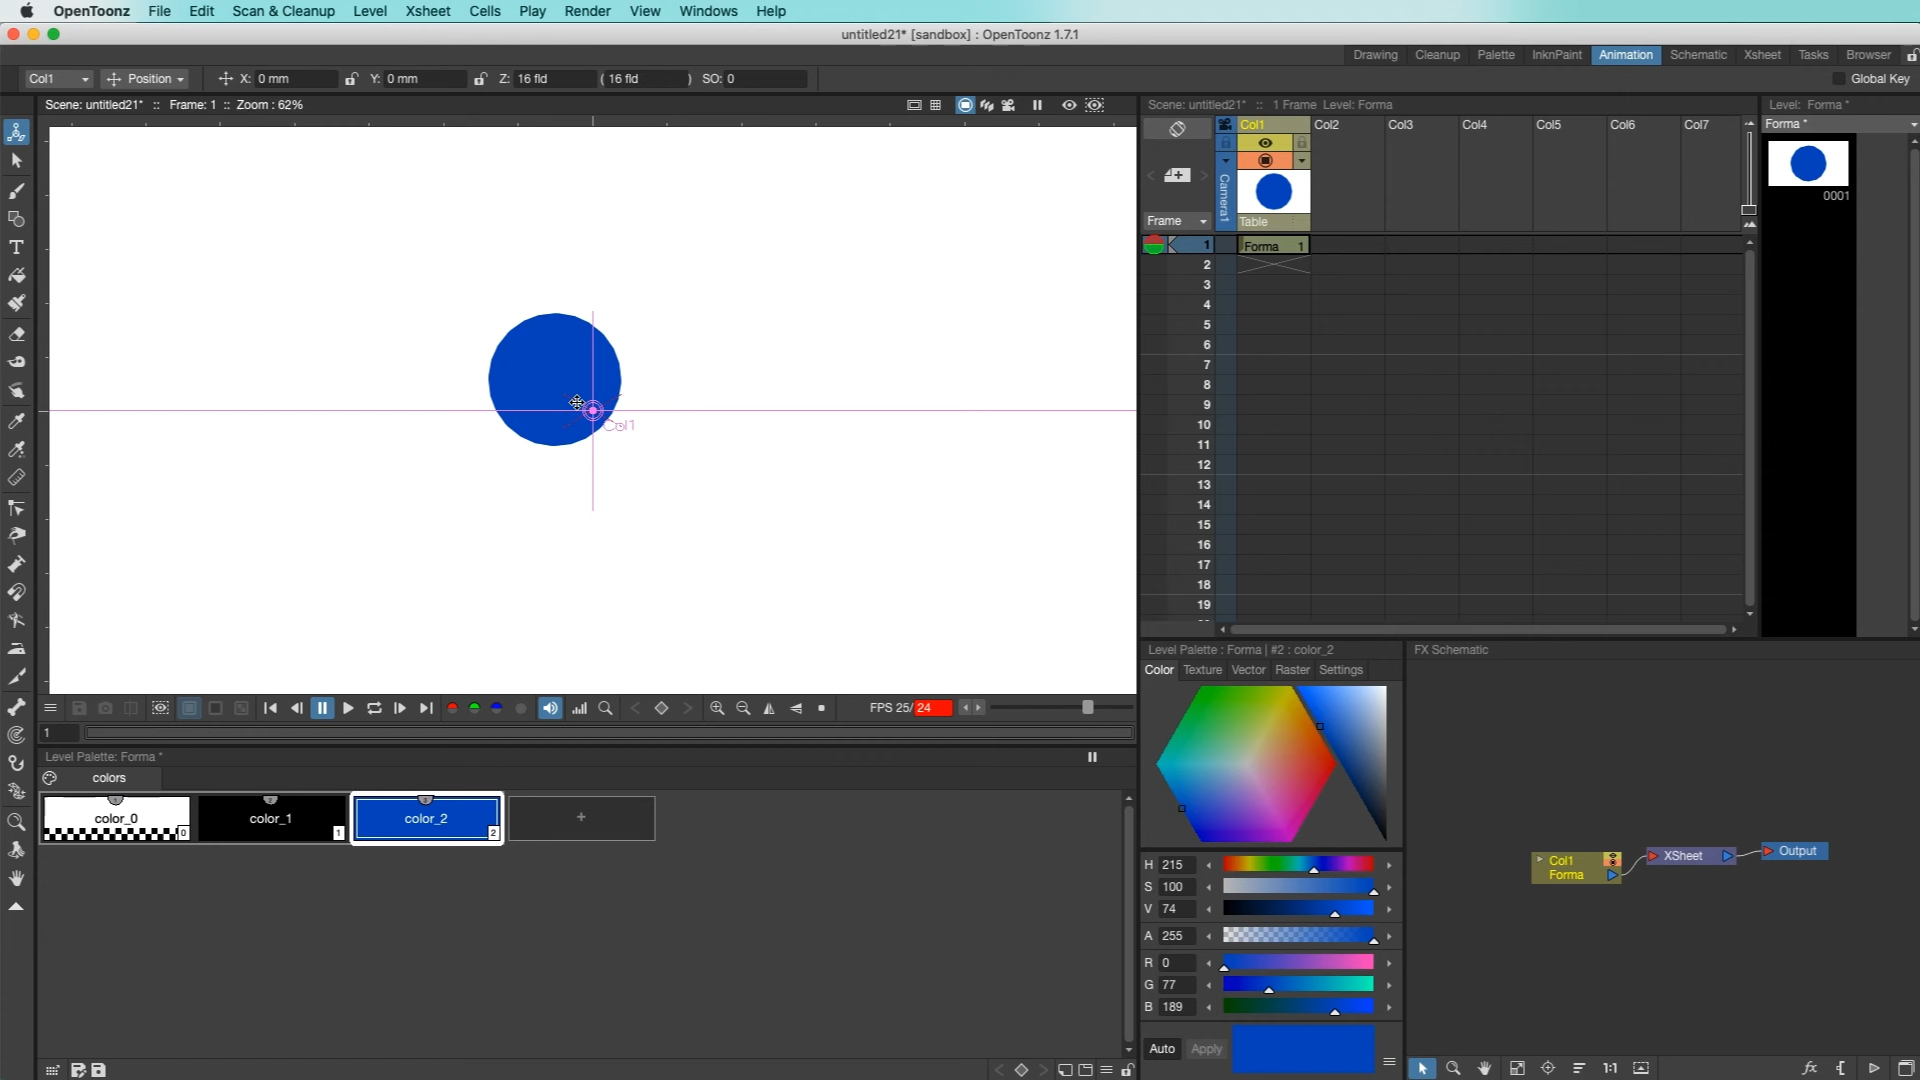 OpenToonz File Edit Scan & Cleanup Level Xsheet Cells Play Render View Windows Help
untitled21* [sandbox] : OpenToonz 1.7.1
Drawing Cleanup Palette InknPaint Animation Schematic Xsheet Tasks Browser
Col1 Position X: 0 mm Y: 0 mm Z: 16 fld ( 16 fld ) SO: 0 Global Key
Scene: untitled21* :: Frame: 1 :: Zoom : 62%
Scene: untitled21* :: 1 Frame Level: Forma
Level: Forma *
Col1 Col2 Col3 Col4 Col5 Col6 Col7
Forma *
Camera1
0001
Frame
Table
1 Forma 1
2
3
4
5
6
7
8
9
10
11
12
13
14
15
16
17
18
19
Col1
FPS 25/24
1
Level Palette: Forma *
colors
color_0 0
color_1 1
color_2 2
+
Level Palette : Forma | #2 : color_2
Color Texture Vector Raster Settings
H 215
S 100
V 74
A 255
R 0
G 77
B 189
Auto Apply
FX Schematic
Col1
Forma
XSheet
Output
1:1
fx